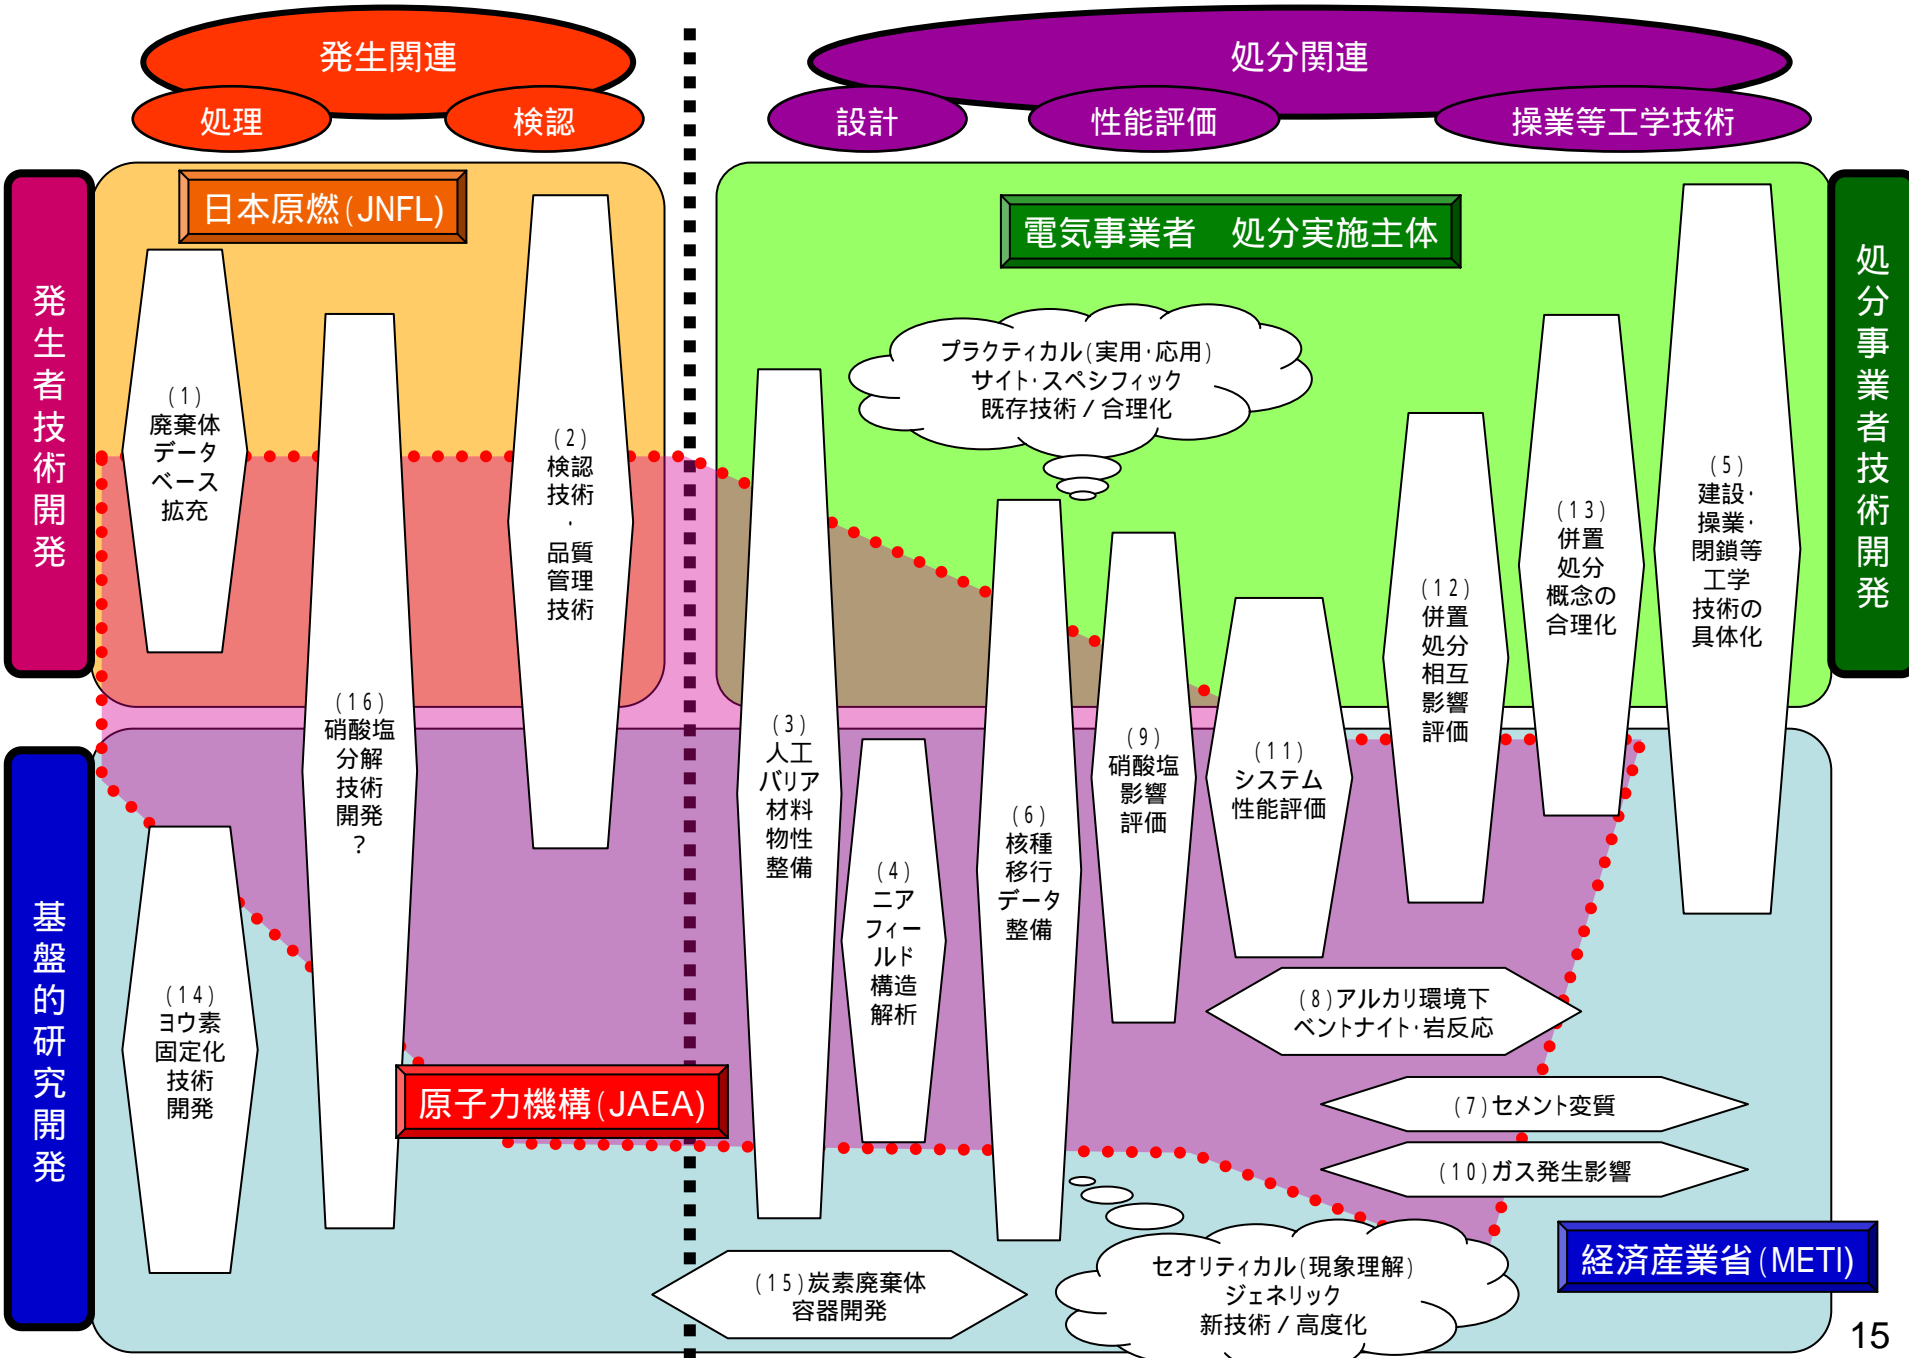 発生関連
処分関連
処理
検認
設計
性能評価
操業等工学技術
発生者技術開発
日本原燃(JNFL)
電気事業者　処分実施主体
処分事業者技術開発
プラクティカル(実用・応用)
サイト・スペシフィック
既存技術/合理化
(1)
廃棄体
データ
ベース
拡充
(2)
検認
技術
・
品質
管理
技術
(16)
硝酸塩
分解
技術
開発
?
(3)
人工
バリア
材料
物性
整備
(4)
ニア
フィー
ルド
構造
解析
(6)
核種
移行
データ
整備
(9)
硝酸塩
影響
評価
(11)
システム
性能評価
(12)
併置
処分
相互
影響
評価
(13)
併置
処分
概念の
合理化
(5)
建設・
操業・
閉鎖等
工学
技術の
具体化
基盤的研究開発
(14)
ヨウ素
固定化
技術
開発
(8)アルカリ環境下
ベントナイト・岩反応
原子力機構(JAEA)
(7)セメント変質
(10)ガス発生影響
(15)炭素廃棄体
容器開発
セオリティカル(現象理解)
ジェネリック
新技術/高度化
経済産業省(METI)
15